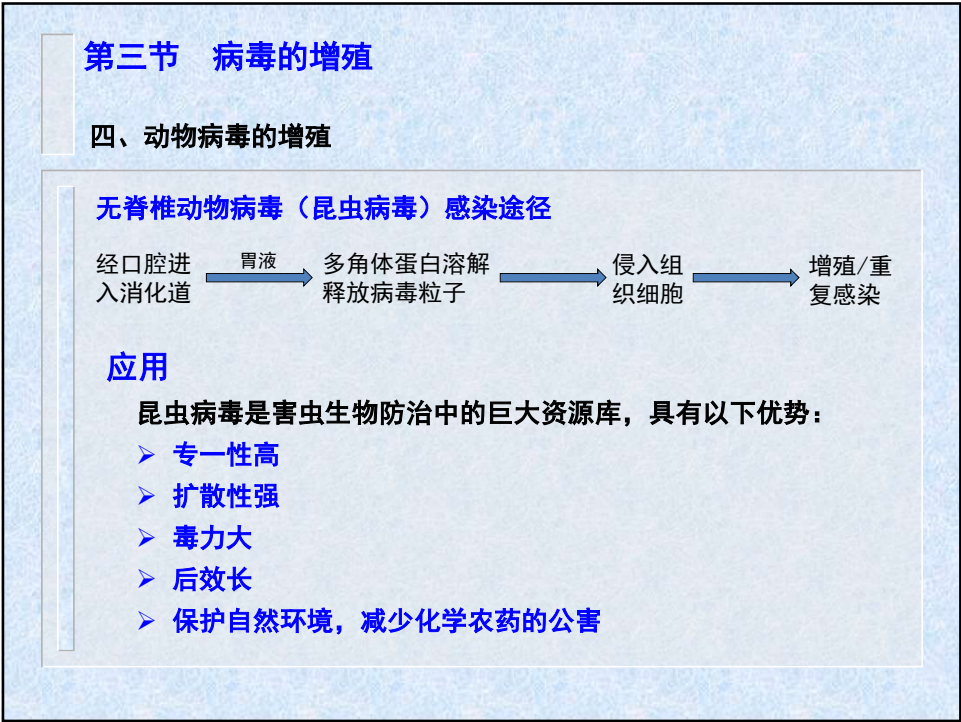 第三节 病毒的增殖
四、动物病毒的增殖
无脊椎动物病毒（昆虫病毒）感染途径
经口腔进
入消化道
胃液
多角体蛋白溶解
释放病毒粒子
侵入组
织细胞
增殖/重
复感染
应用
昆虫病毒是害虫生物防治中的巨大资源库，具有以下优势：
➢ 专一性高
➢ 扩散性强
➢ 毒力大
➢ 后效长
➢ 保护自然环境，减少化学农药的公害